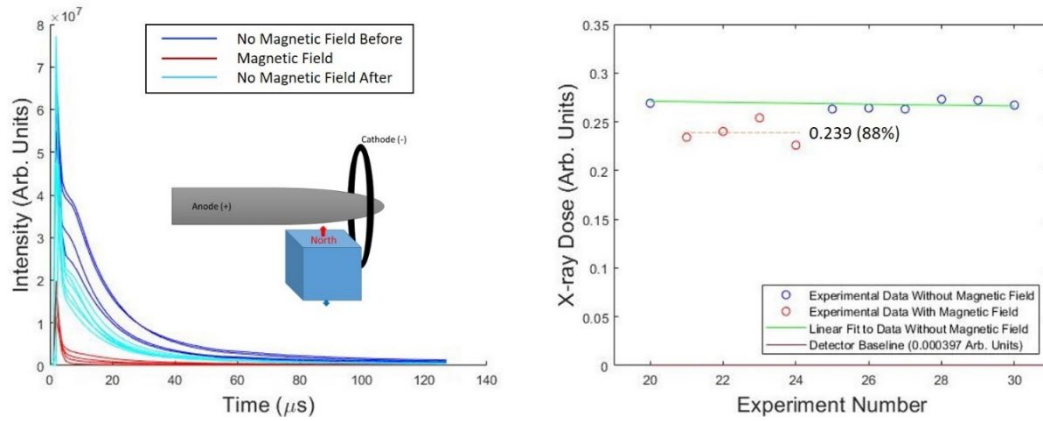 × 10⁷
8
7
6
5
4
3
2
1
0
Intensity (Arb. Units)
No Magnetic Field Before
Magnetic Field
No Magnetic Field After
Cathode (-)
Anode (+)
North
0 20 40 60 80 100 120 140
Time (μs)
0.35
0.3
0.25
0.2
0.15
0.1
0.05
0
X-ray Dose (Arb. Units)
0.239 (88%)
Experimental Data Without Magnetic Field
Experimental Data With Magnetic Field
Linear Fit to Data Without Magnetic Field
Detector Baseline (0.000397 Arb. Units)
20 22 24 26 28 30
Experiment Number